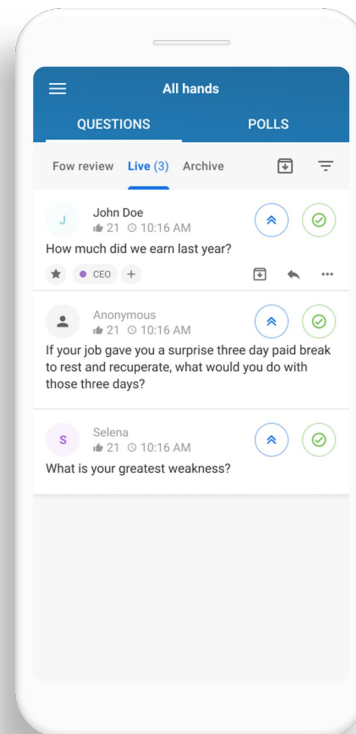 All hands
QUESTIONS POLLS
Fow review Live (3) Archive
J John Doe
21 10:16 AM
How much did we earn last year?
CEO
Anonymous
21 10:16 AM
If your job gave you a surprise three day paid break
to rest and recuperate, what would you do with
those three days?
S Selena
21 10:16 AM
What is your greatest weakness?